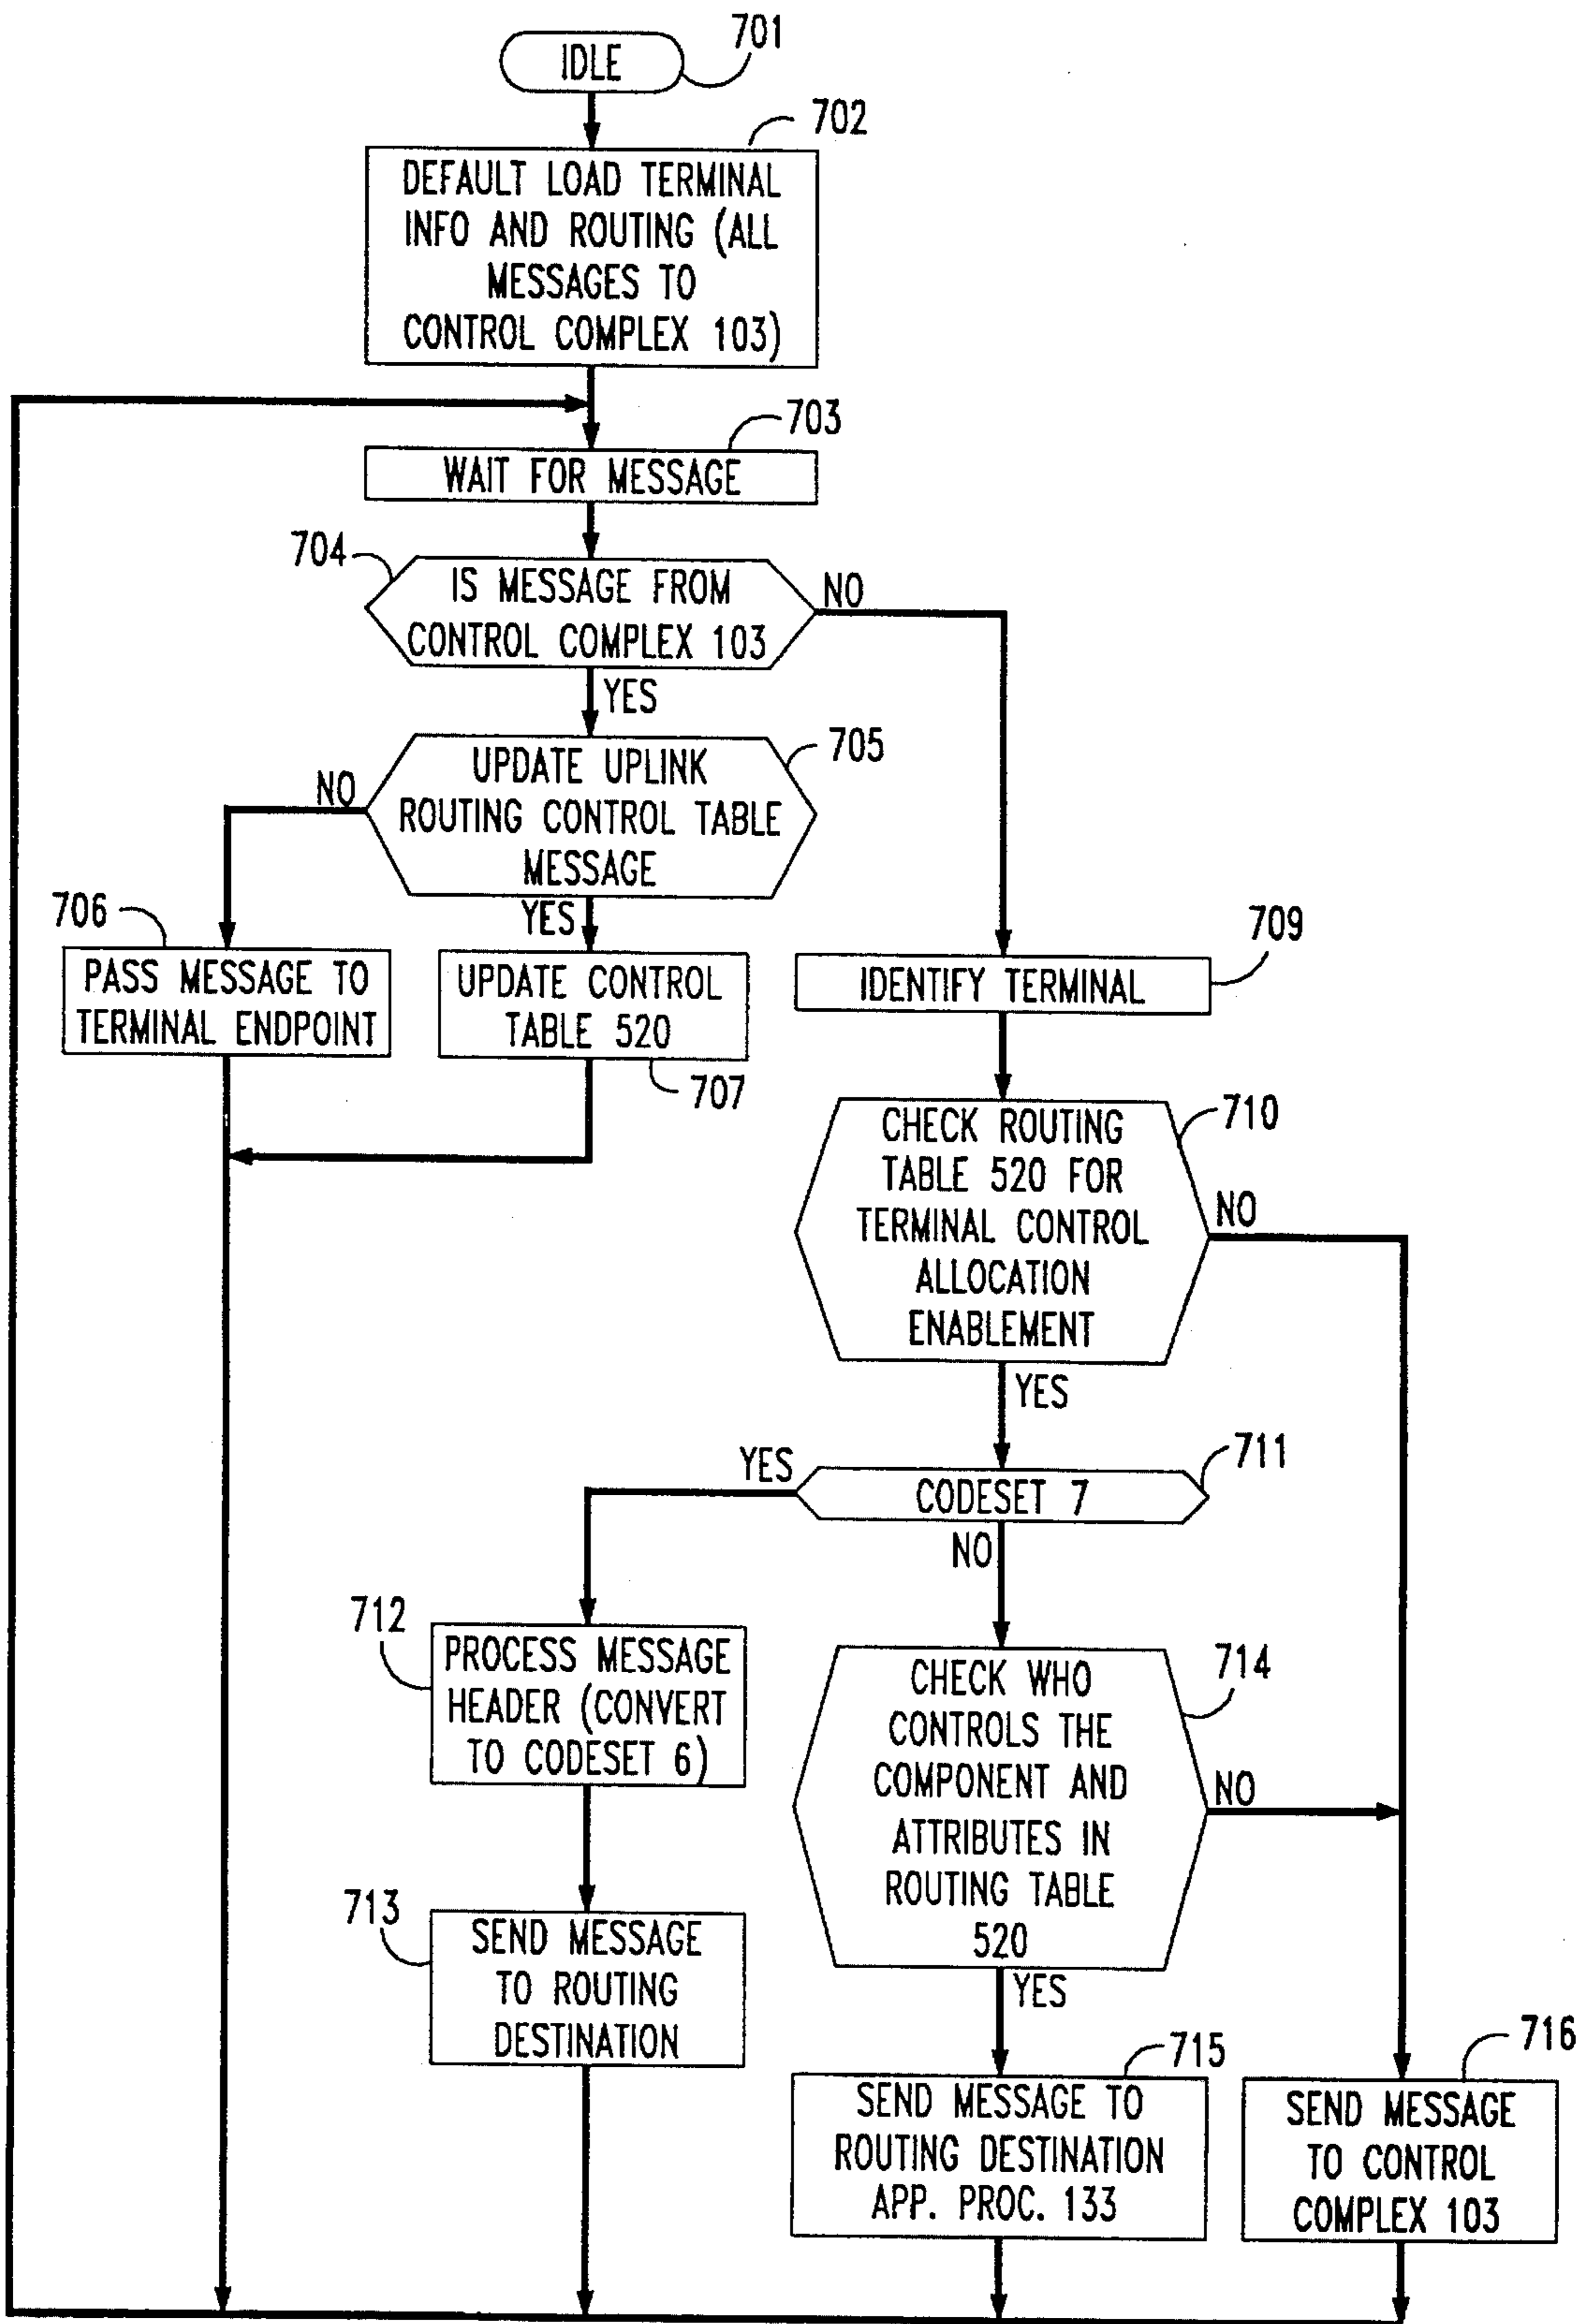 IDLE
701
702
DEFAULT LOAD TERMINAL
INFO AND ROUTING (ALL
MESSAGES TO
CONTROL COMPLEX 103)
703
WAIT FOR MESSAGE
704
IS MESSAGE FROM
CONTROL COMPLEX 103
NO
YES
705
UPDATE UPLINK
ROUTING CONTROL TABLE
MESSAGE
NO
YES
706
PASS MESSAGE TO
TERMINAL ENDPOINT
UPDATE CONTROL
TABLE 520
707
709
IDENTIFY TERMINAL
710
CHECK ROUTING
TABLE 520 FOR
TERMINAL CONTROL
ALLOCATION
ENABLEMENT
NO
YES
711
CODESET 7
YES
NO
712
PROCESS MESSAGE
HEADER (CONVERT
TO CODESET 6)
713
SEND MESSAGE
TO ROUTING
DESTINATION
714
CHECK WHO
CONTROLS THE
COMPONENT AND
ATTRIBUTES IN
ROUTING TABLE
520
NO
YES
715
SEND MESSAGE TO
ROUTING DESTINATION
APP. PROC. 133
716
SEND MESSAGE
TO CONTROL
COMPLEX 103